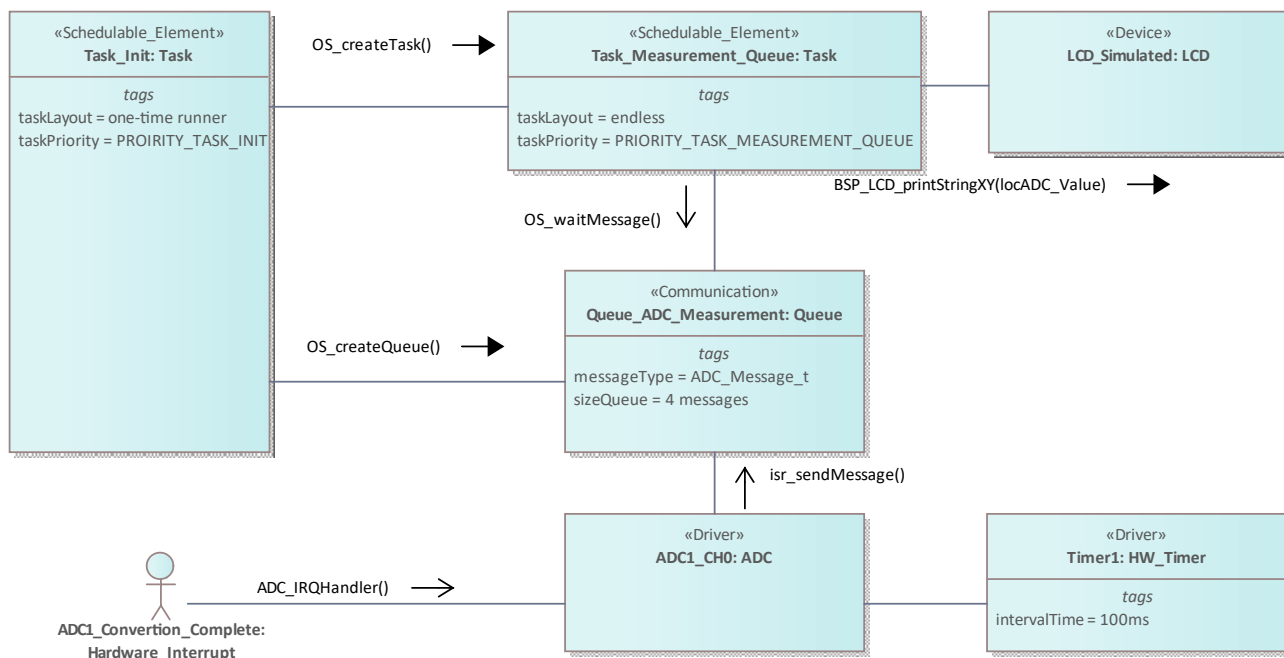 «Schedulable_Element»
Task_Init: Task
tags
taskLayout = one-time runner
taskPriority = PROIRITY_TASK_INIT
OS_createTask()
«Schedulable_Element»
Task_Measurement_Queue: Task
tags
taskLayout = endless
taskPriority = PRIORITY_TASK_MEASUREMENT_QUEUE
«Device»
LCD_Simulated: LCD
BSP_LCD_printStringXY(locADC_Value)
OS_waitMessage()
«Communication»
Queue_ADC_Measurement: Queue
tags
messageType = ADC_Message_t
sizeQueue = 4 messages
OS_createQueue()
isr_sendMessage()
«Driver»
ADC1_CH0: ADC
«Driver»
Timer1: HW_Timer
tags
intervalTime = 100ms
ADC_IRQHandler()
ADC1_Convertion_Complete:
Hardware_Interrupt